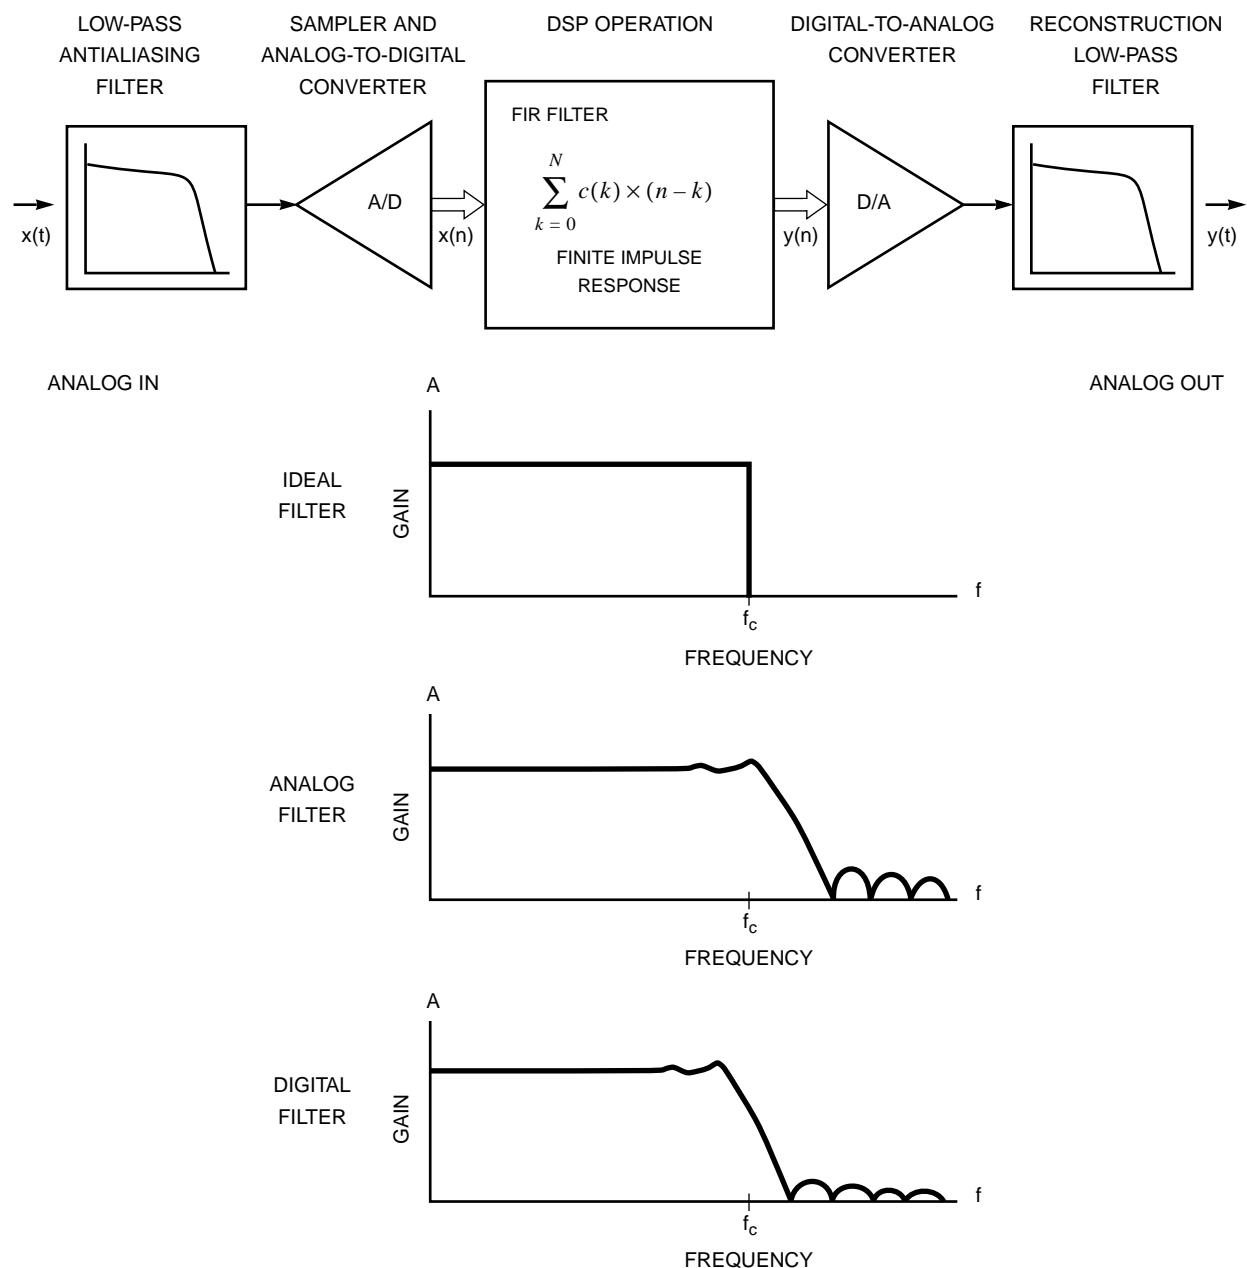 LOW-PASS
ANTIALIASING
FILTER
SAMPLER AND
ANALOG-TO-DIGITAL
CONVERTER
DSP OPERATION
DIGITAL-TO-ANALOG
CONVERTER
RECONSTRUCTION
LOW-PASS
FILTER
x(t)
A/D
x(n)
FIR FILTER
N
∑ c(k) × (n – k)
k = 0
FINITE IMPULSE
RESPONSE
y(n)
D/A
y(t)
ANALOG IN
ANALOG OUT
A
IDEAL
FILTER
GAIN
f
fc
FREQUENCY
A
ANALOG
FILTER
GAIN
f
fc
FREQUENCY
A
DIGITAL
FILTER
GAIN
f
fc
FREQUENCY